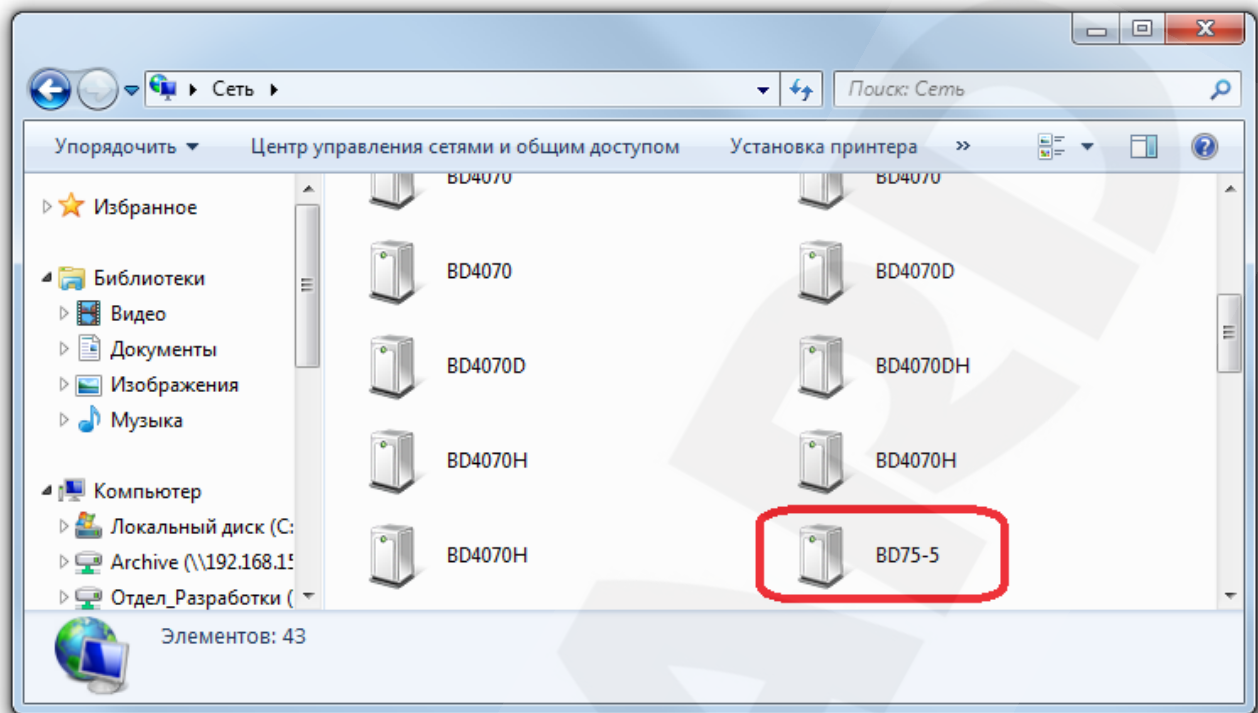 Сеть
Поиск: Сеть
Упорядочить
Центр управления сетями и общим доступом
Установка принтера
»
Избранное
Библиотеки
Видео
Документы
Изображения
Музыка
Компьютер
Локальный диск (C:
Archive (\\192.168.15
Отдел_Разработки (
BD4070 BD4070
BD4070 BD4070D
BD4070D BD4070DH
BD4070H BD4070H
BD4070H BD75-5
Элементов: 43